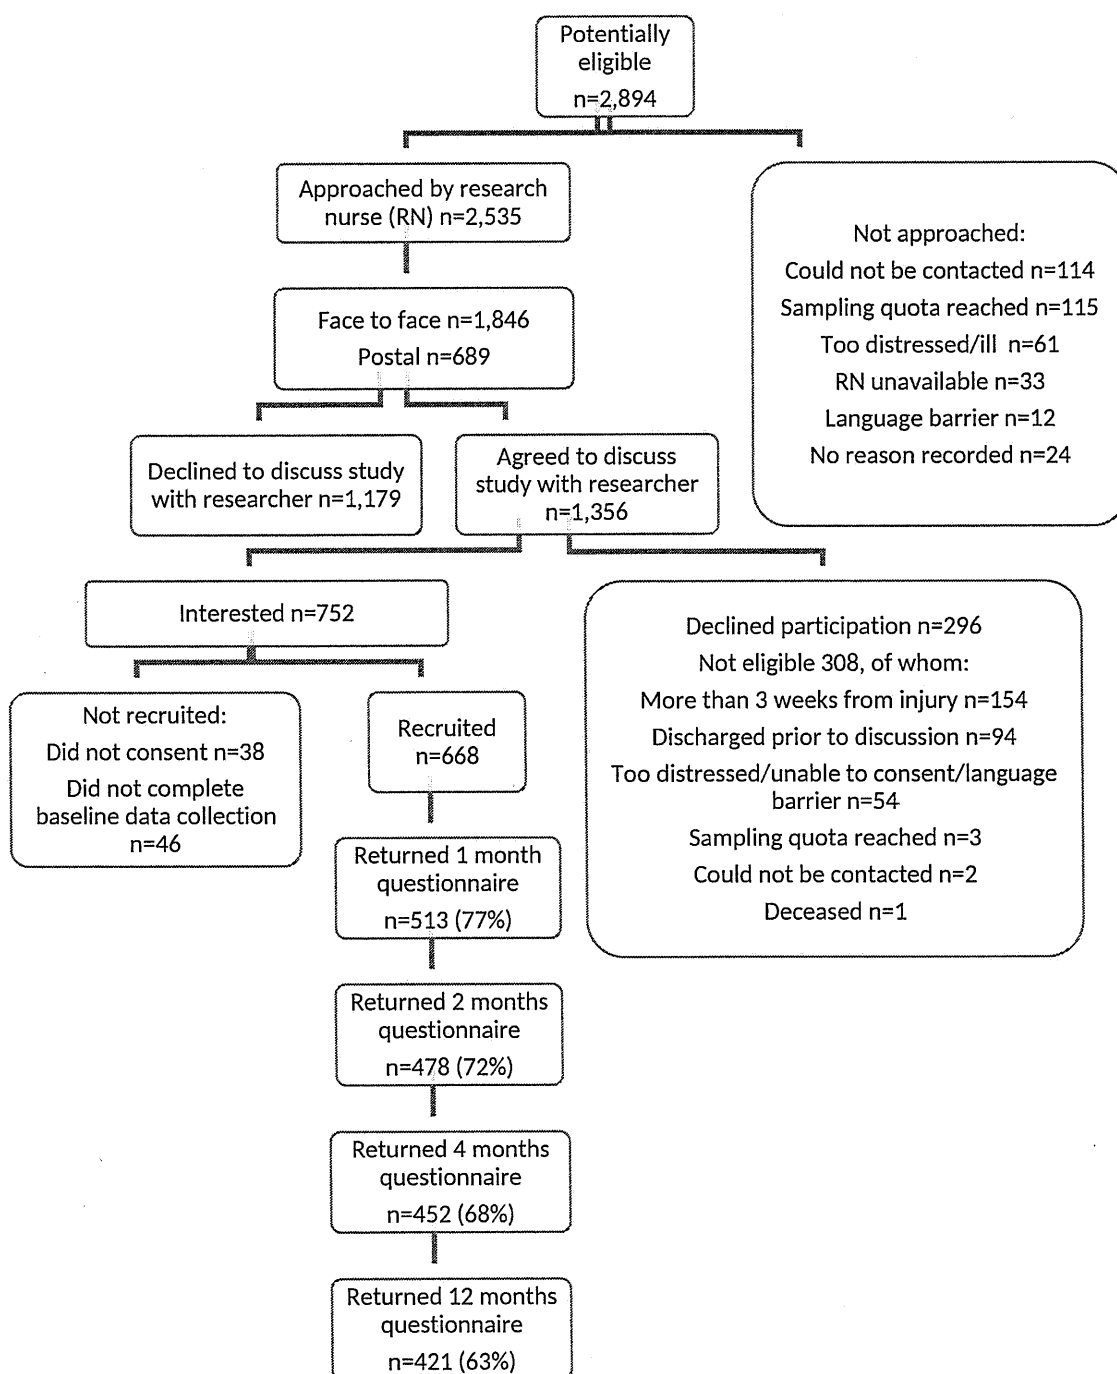 Potentially
eligible
n=2,894
Approached by research
nurse (RN) n=2,535
Not approached:
Could not be contacted n=114
Sampling quota reached n=115
Too distressed/ill n=61
RN unavailable n=33
Language barrier n=12
No reason recorded n=24
Face to face n=1,846
Postal n=689
Declined to discuss study
with researcher n=1,179
Agreed to discuss
study with researcher
n=1,356
Interested n=752
Declined participation n=296
Not eligible 308, of whom:
More than 3 weeks from injury n=154
Discharged prior to discussion n=94
Too distressed/unable to consent/language
barrier n=54
Sampling quota reached n=3
Could not be contacted n=2
Deceased n=1
Not recruited:
Did not consent n=38
Did not complete
baseline data collection
n=46
Recruited
n=668
Returned 1 month
questionnaire
n=513 (77%)
Returned 2 months
questionnaire
n=478 (72%)
Returned 4 months
questionnaire
n=452 (68%)
Returned 12 months
questionnaire
n=421 (63%)